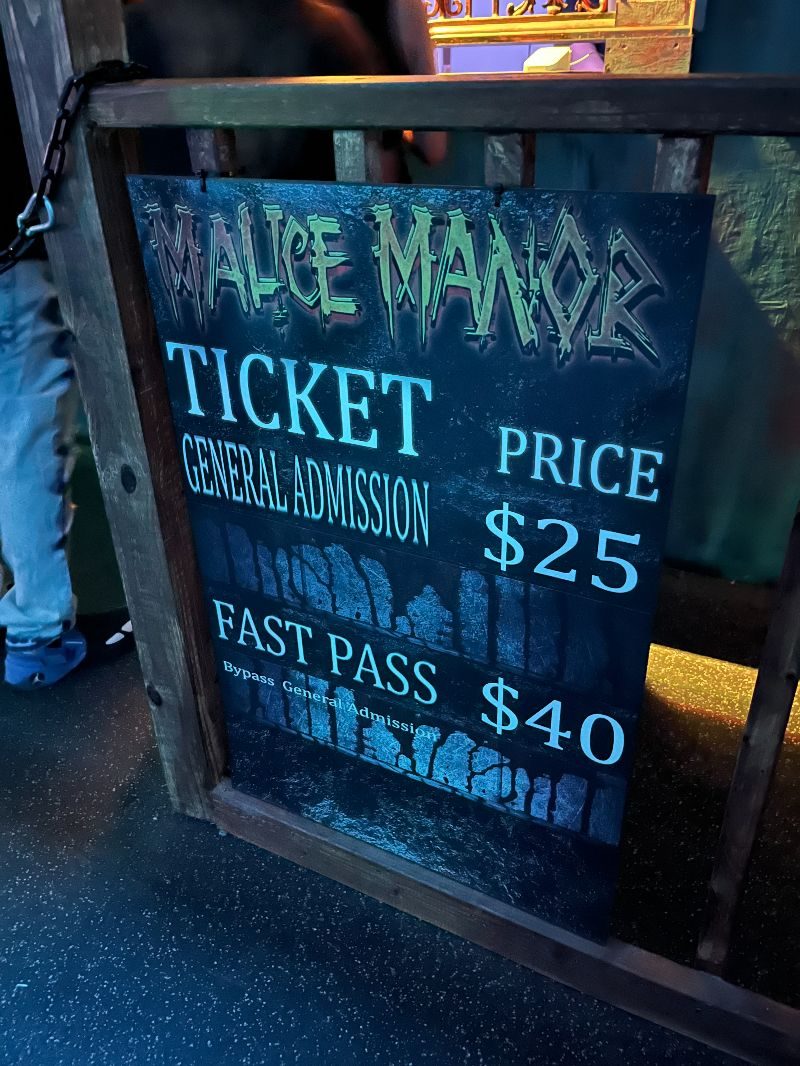 MALICE MANOR
TICKET PRICE
GENERAL ADMISSION $25
FAST PASS $40
Bypass General Admission